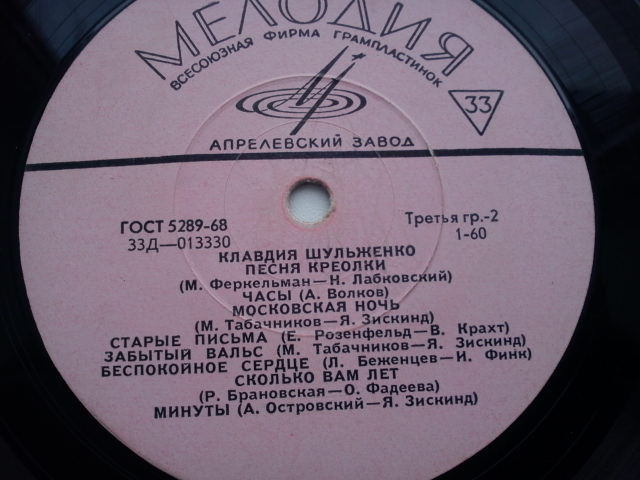 МЕЛОДИЯ
ВСЕСОЮЗНАЯ ФИРМА ГРАМПЛАСТИНОК
33
АПРЕЛЕВСКИЙ ЗАВОД
ГОСТ 5289-68
Третья гр.-2
33Д—013330
1-60
КЛАВДИЯ ШУЛЬЖЕНКО
ПЕСНЯ КРЕОЛКИ
(М. Феркельман—Н. Лабковский)
ЧАСЫ (А. Волков)
МОСКОВСКАЯ НОЧЬ
(М. Табачников—Я. Зискинд)
СТАРЫЕ ПИСЬМА (Е. Розенфельд—В. Крахт)
ЗАБЫТЫЙ ВАЛЬС (М. Табачников—Я. Зискинд)
БЕСПОКОЙНОЕ СЕРДЦЕ (Л. Беженцев—И. Финк)
СКОЛЬКО ВАМ ЛЕТ
(Р. Брановская—О. Фадеева)
МИНУТЫ (А. Островский—Я. Зискинд)